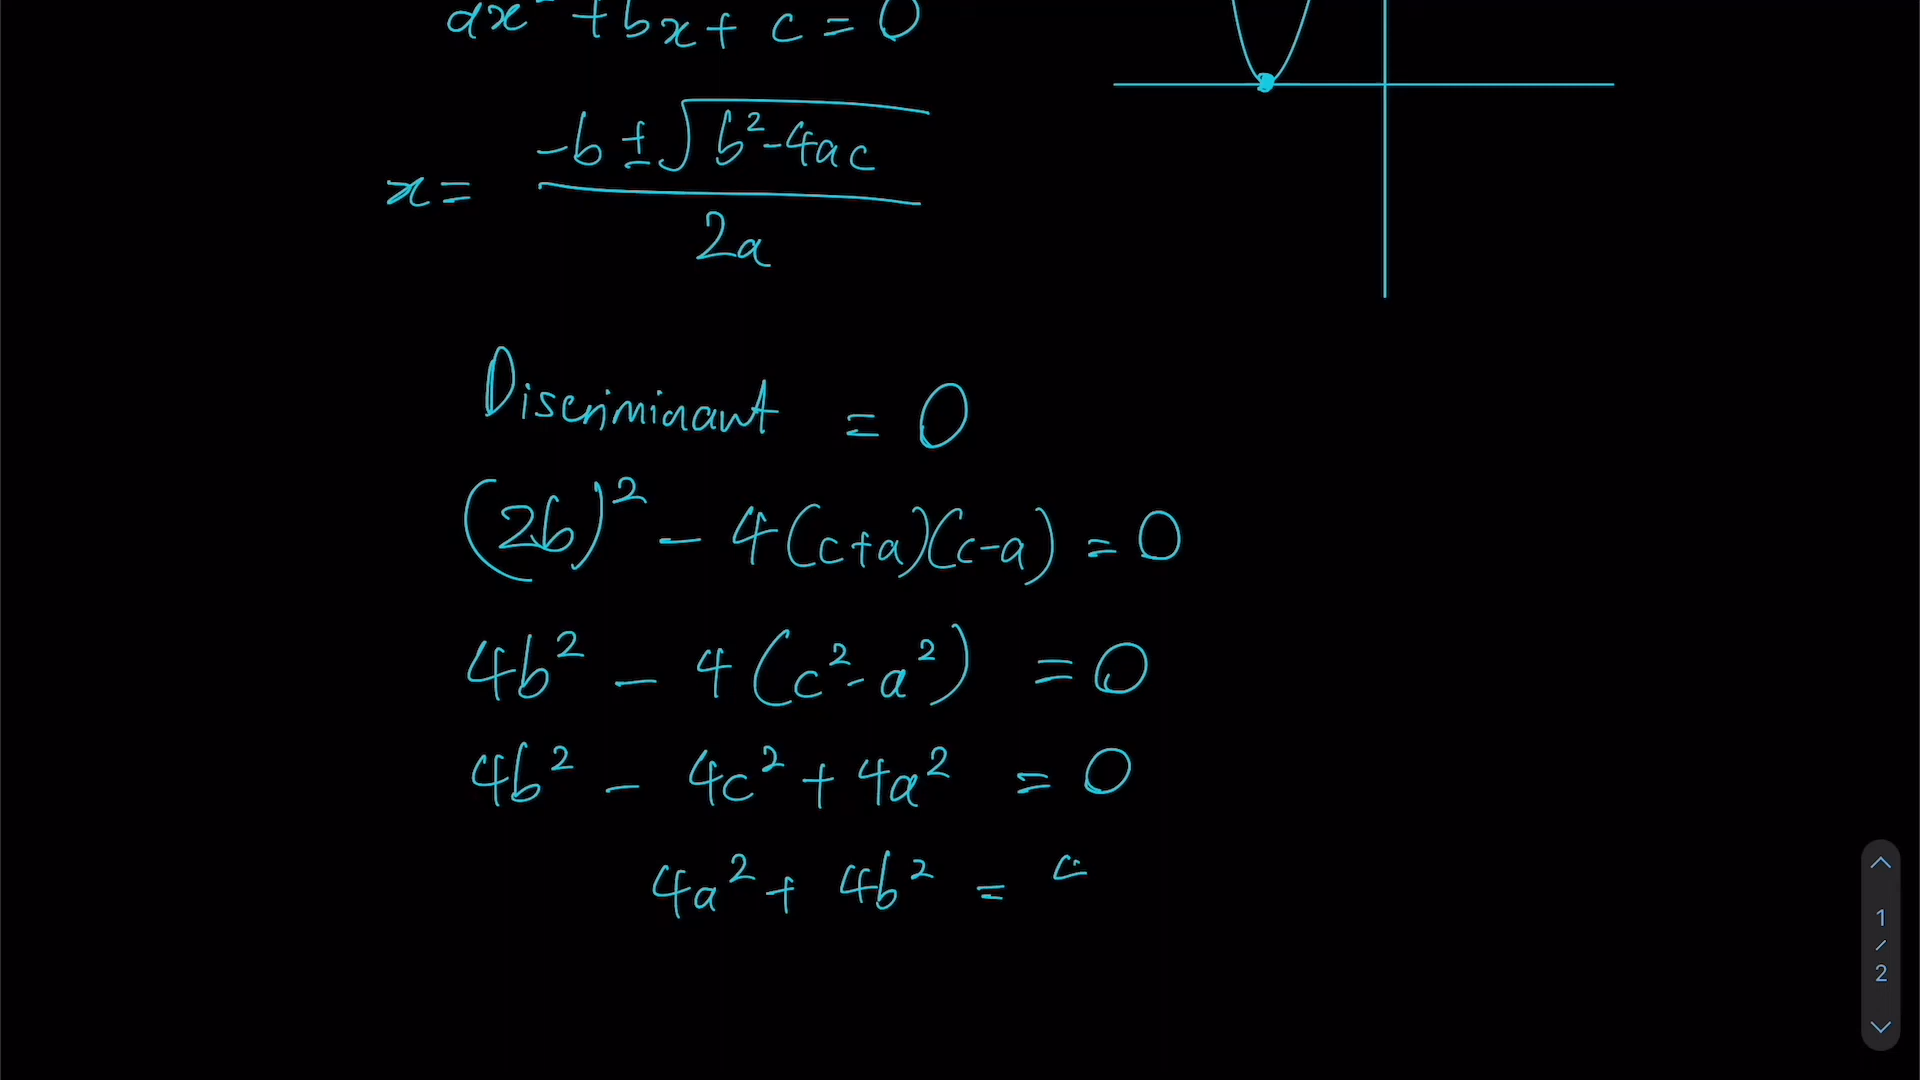 ax² + bx + c = 0
x = (-b ± √(b²-4ac)) / 2a
Discriminant = 0
(2b)² - 4(c+a)(c-a) = 0
4b² - 4(c²-a²) = 0
4b² - 4c² + 4a² = 0
4a² + 4b² =
1
/
2